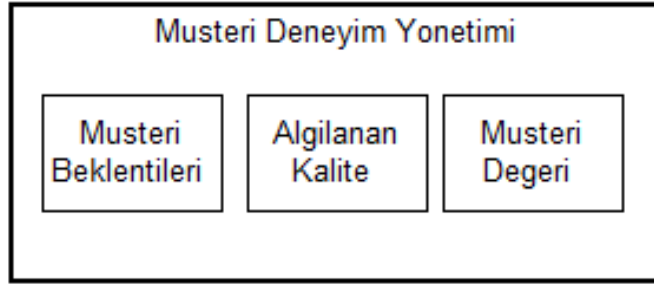 Musteri Deneyim Yonetimi
Musteri
Beklentileri
Algilanan
Kalite
Musteri
Degeri